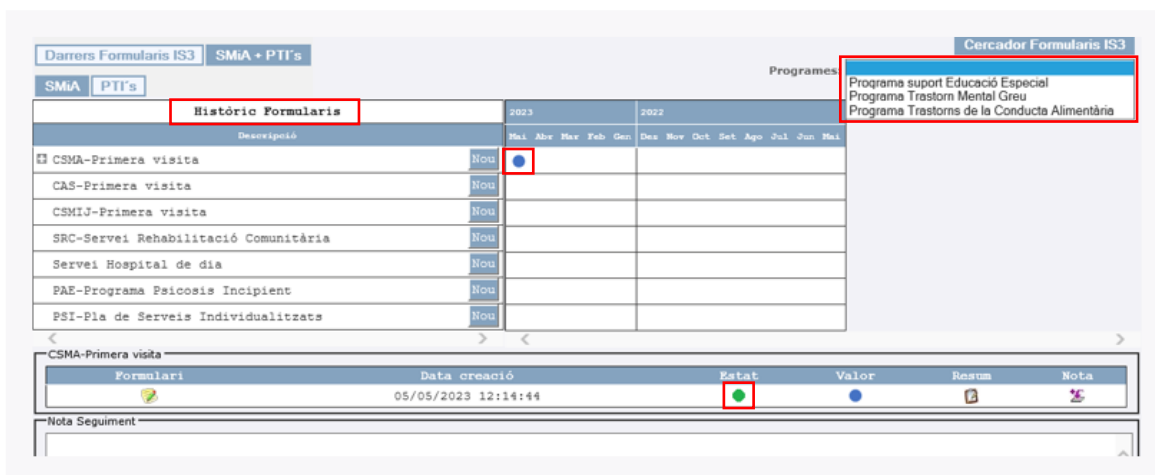 Darrers Formularis IS3 SMiA + PTI's
Cercador Formularis IS3
SMiA PTI's
Programes:
Programa suport Educació Especial
Programa Trastorn Mental Greu
Programa Trastorns de la Conducta Alimentària
Històric Formularis
2023 2022
Descripció
Mai Abr Mar Feb Gen Des Nov Oct Set Ago Jul Jun Mai
CSMA-Primera visita Nou
CAS-Primera visita Nou
CSMIJ-Primera visita Nou
SRC-Servei Rehabilitació Comunitària Nou
Servei Hospital de dia Nou
PAE-Programa Psicosis Incipient Nou
PSI-Pla de Serveis Individualitzats Nou
CSMA-Primera visita
Formulari Data creació Estat Valor Resum Nota
05/05/2023 12:14:44
Nota Seguiment